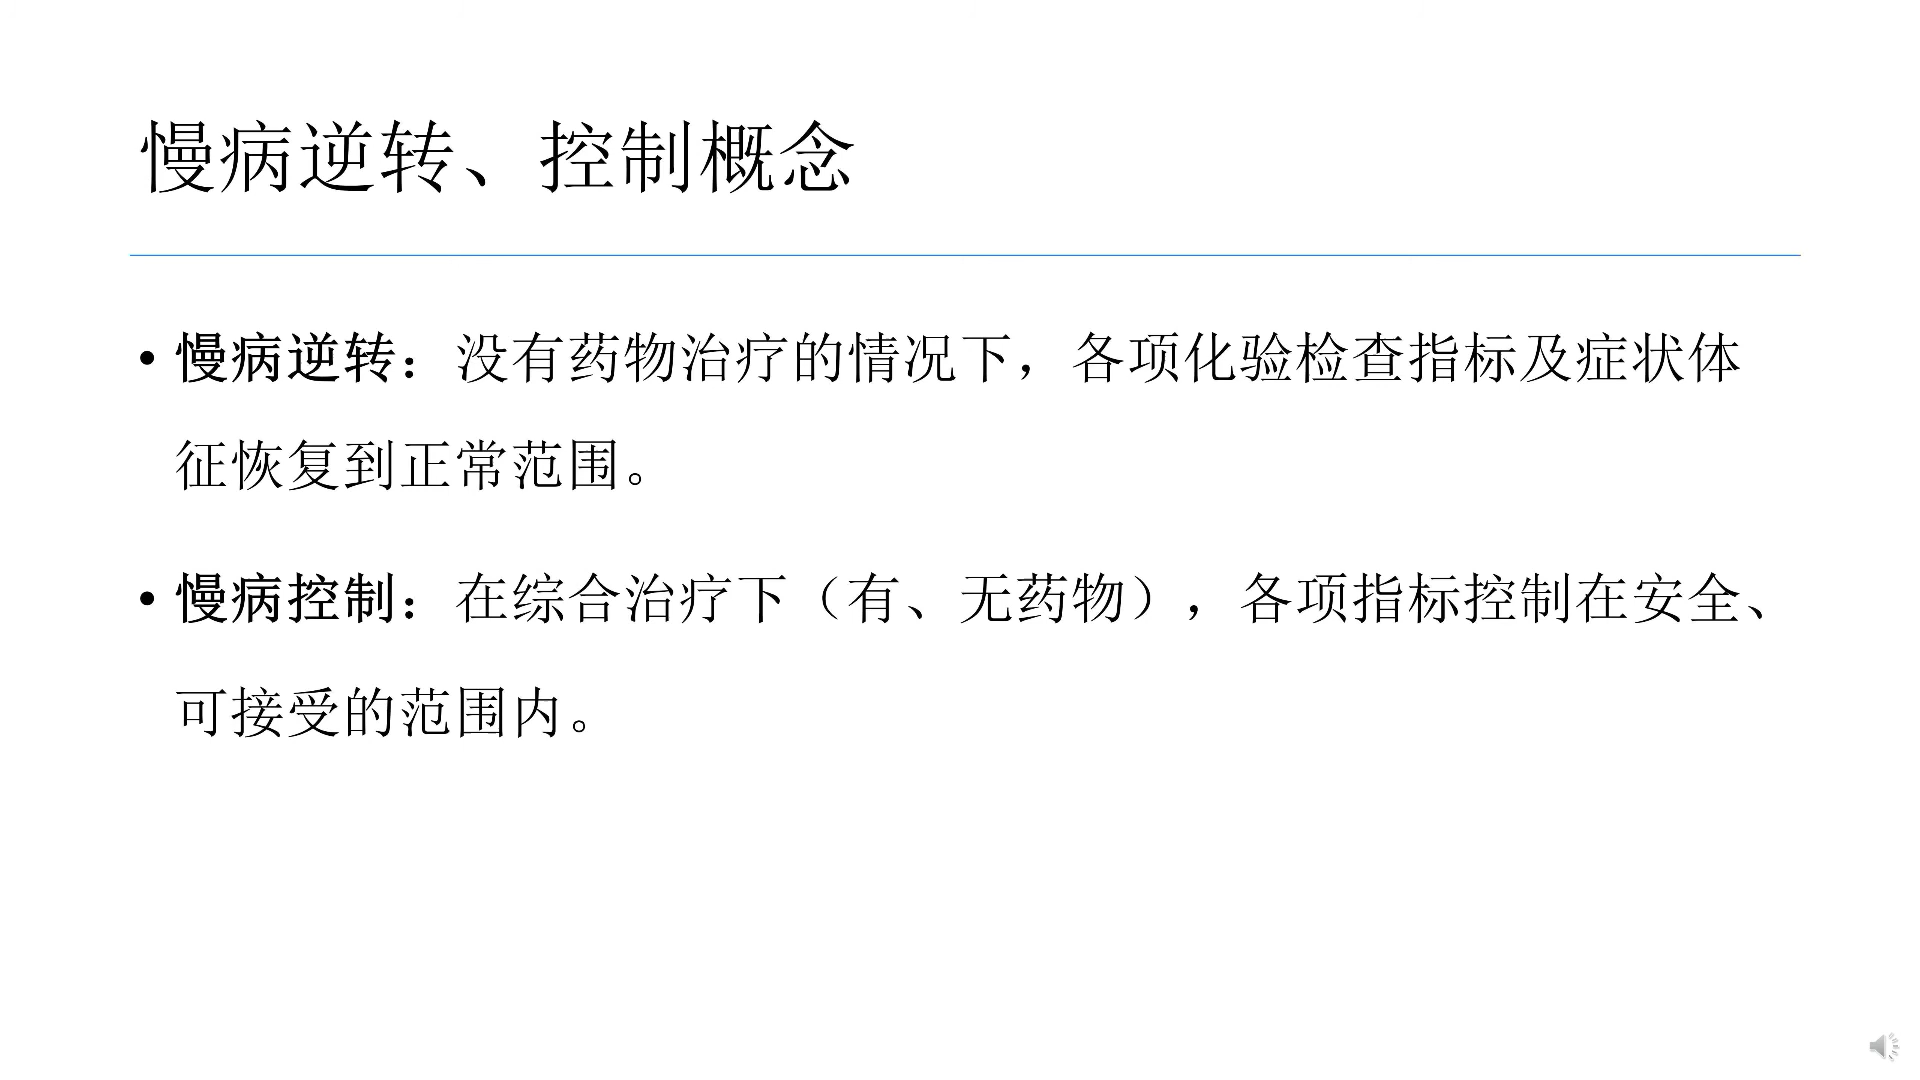 慢病逆转、控制概念
• 慢病逆转：没有药物治疗的情况下，各项化验检查指标及症状体
征恢复到正常范围。
• 慢病控制：在综合治疗下（有、无药物），各项指标控制在安全、
可接受的范围内。